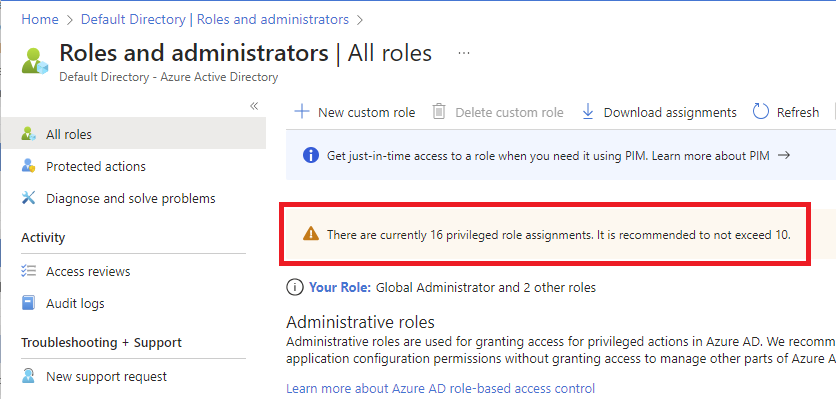 Home > Default Directory | Roles and administrators >
Roles and administrators | All roles ...
Default Directory - Azure Active Directory
«
All roles
Protected actions
Diagnose and solve problems
Activity
Access reviews
Audit logs
Troubleshooting + Support
New support request
New custom role
Delete custom role
Download assignments
Refresh
Get just-in-time access to a role when you need it using PIM. Learn more about PIM →
There are currently 16 privileged role assignments. It is recommended to not exceed 10.
Your Role: Global Administrator and 2 other roles
Administrative roles
Administrative roles are used for granting access for privileged actions in Azure AD. We recomm
application configuration permissions without granting access to manage other parts of Azure A
Learn more about Azure AD role-based access control